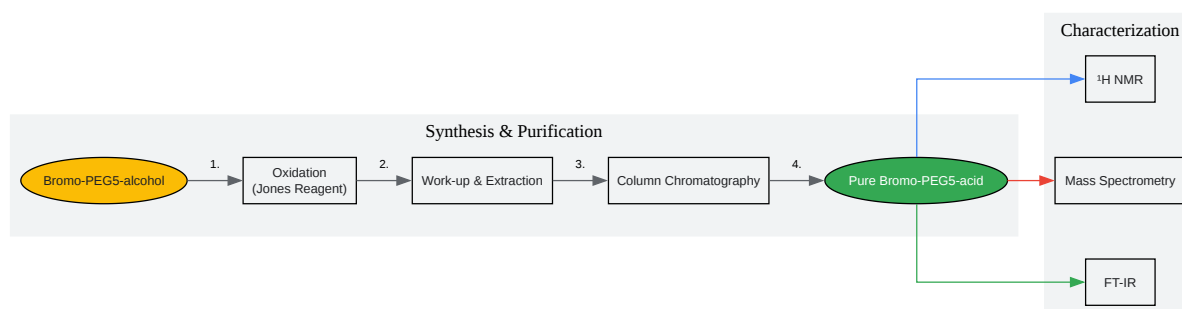 Characterization
¹H NMR
Synthesis & Purification
Bromo-PEG5-alcohol
1.
Oxidation
(Jones Reagent)
2.
Work-up & Extraction
3.
Column Chromatography
4.
Pure Bromo-PEG5-acid
Mass Spectrometry
FT-IR